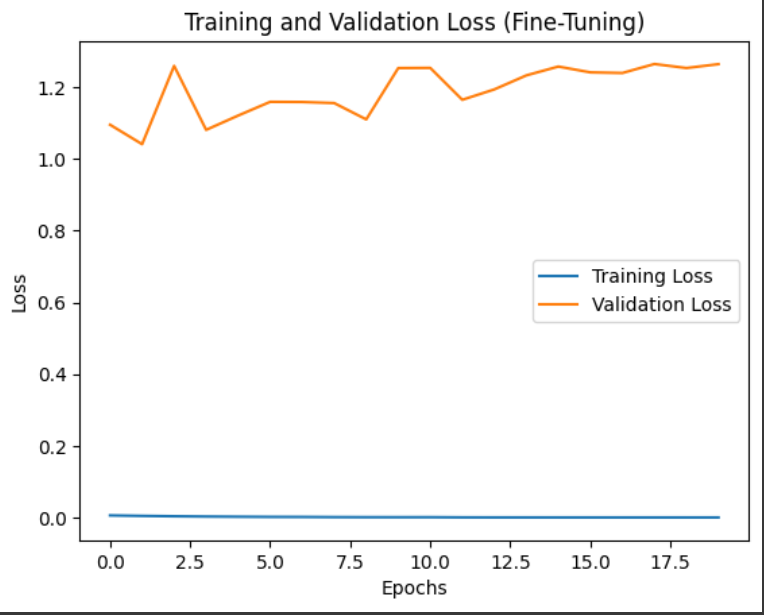 Training and Validation Loss (Fine-Tuning)
1.2
1.0
0.8
0.6
0.4
0.2
0.0
Loss
Training Loss
Validation Loss
0.0 2.5 5.0 7.5 10.0 12.5 15.0 17.5
Epochs